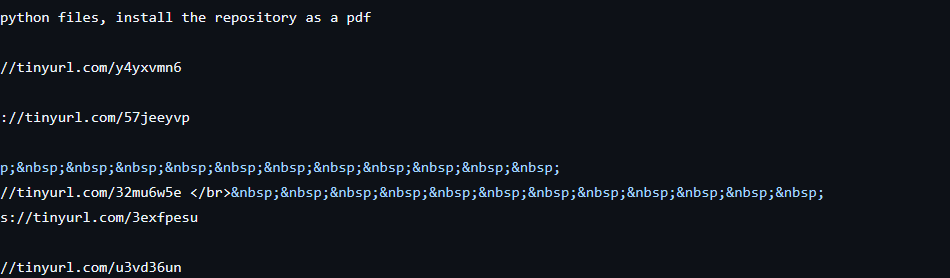 python files, install the repository as a pdf
//tinyurl.com/y4yxvmn6
://tinyurl.com/57jeeyvp
p;&nbsp;&nbsp;&nbsp;&nbsp;&nbsp;&nbsp;&nbsp;&nbsp;&nbsp;&nbsp;&nbsp;
//tinyurl.com/32mu6w5e </br>&nbsp;&nbsp;&nbsp;&nbsp;&nbsp;&nbsp;&nbsp;&nbsp;&nbsp;&nbsp;&nbsp;&nbsp;
s://tinyurl.com/3exfpesu
//tinyurl.com/u3vd36un